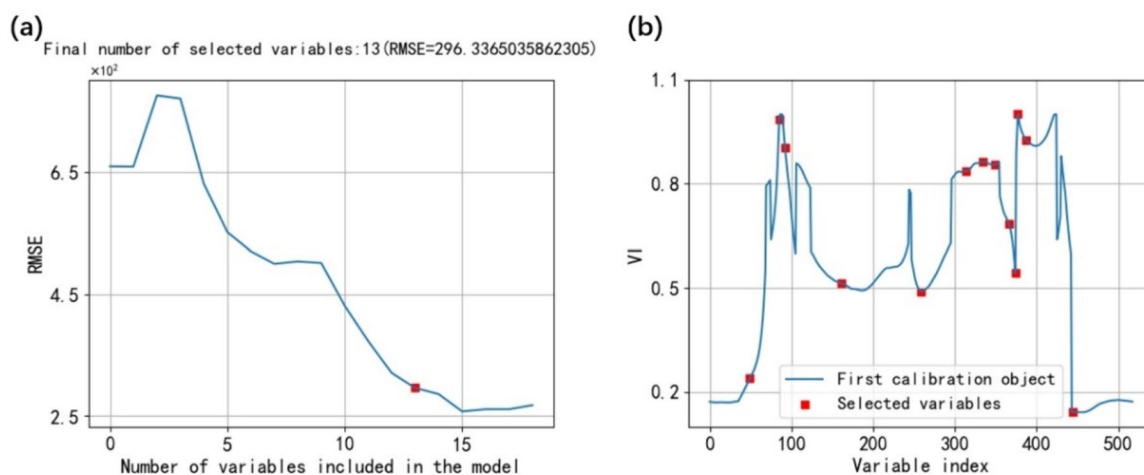 (a)
Final number of selected variables:13(RMSE=296.3365035862305)
×10²
6.5
4.5
2.5
RMSE
0
5
10
15
Number of variables included in the model
(b)
1.1
0.8
0.5
0.2
VI
First calibration object
Selected variables
0
100
200
300
400
500
Variable index